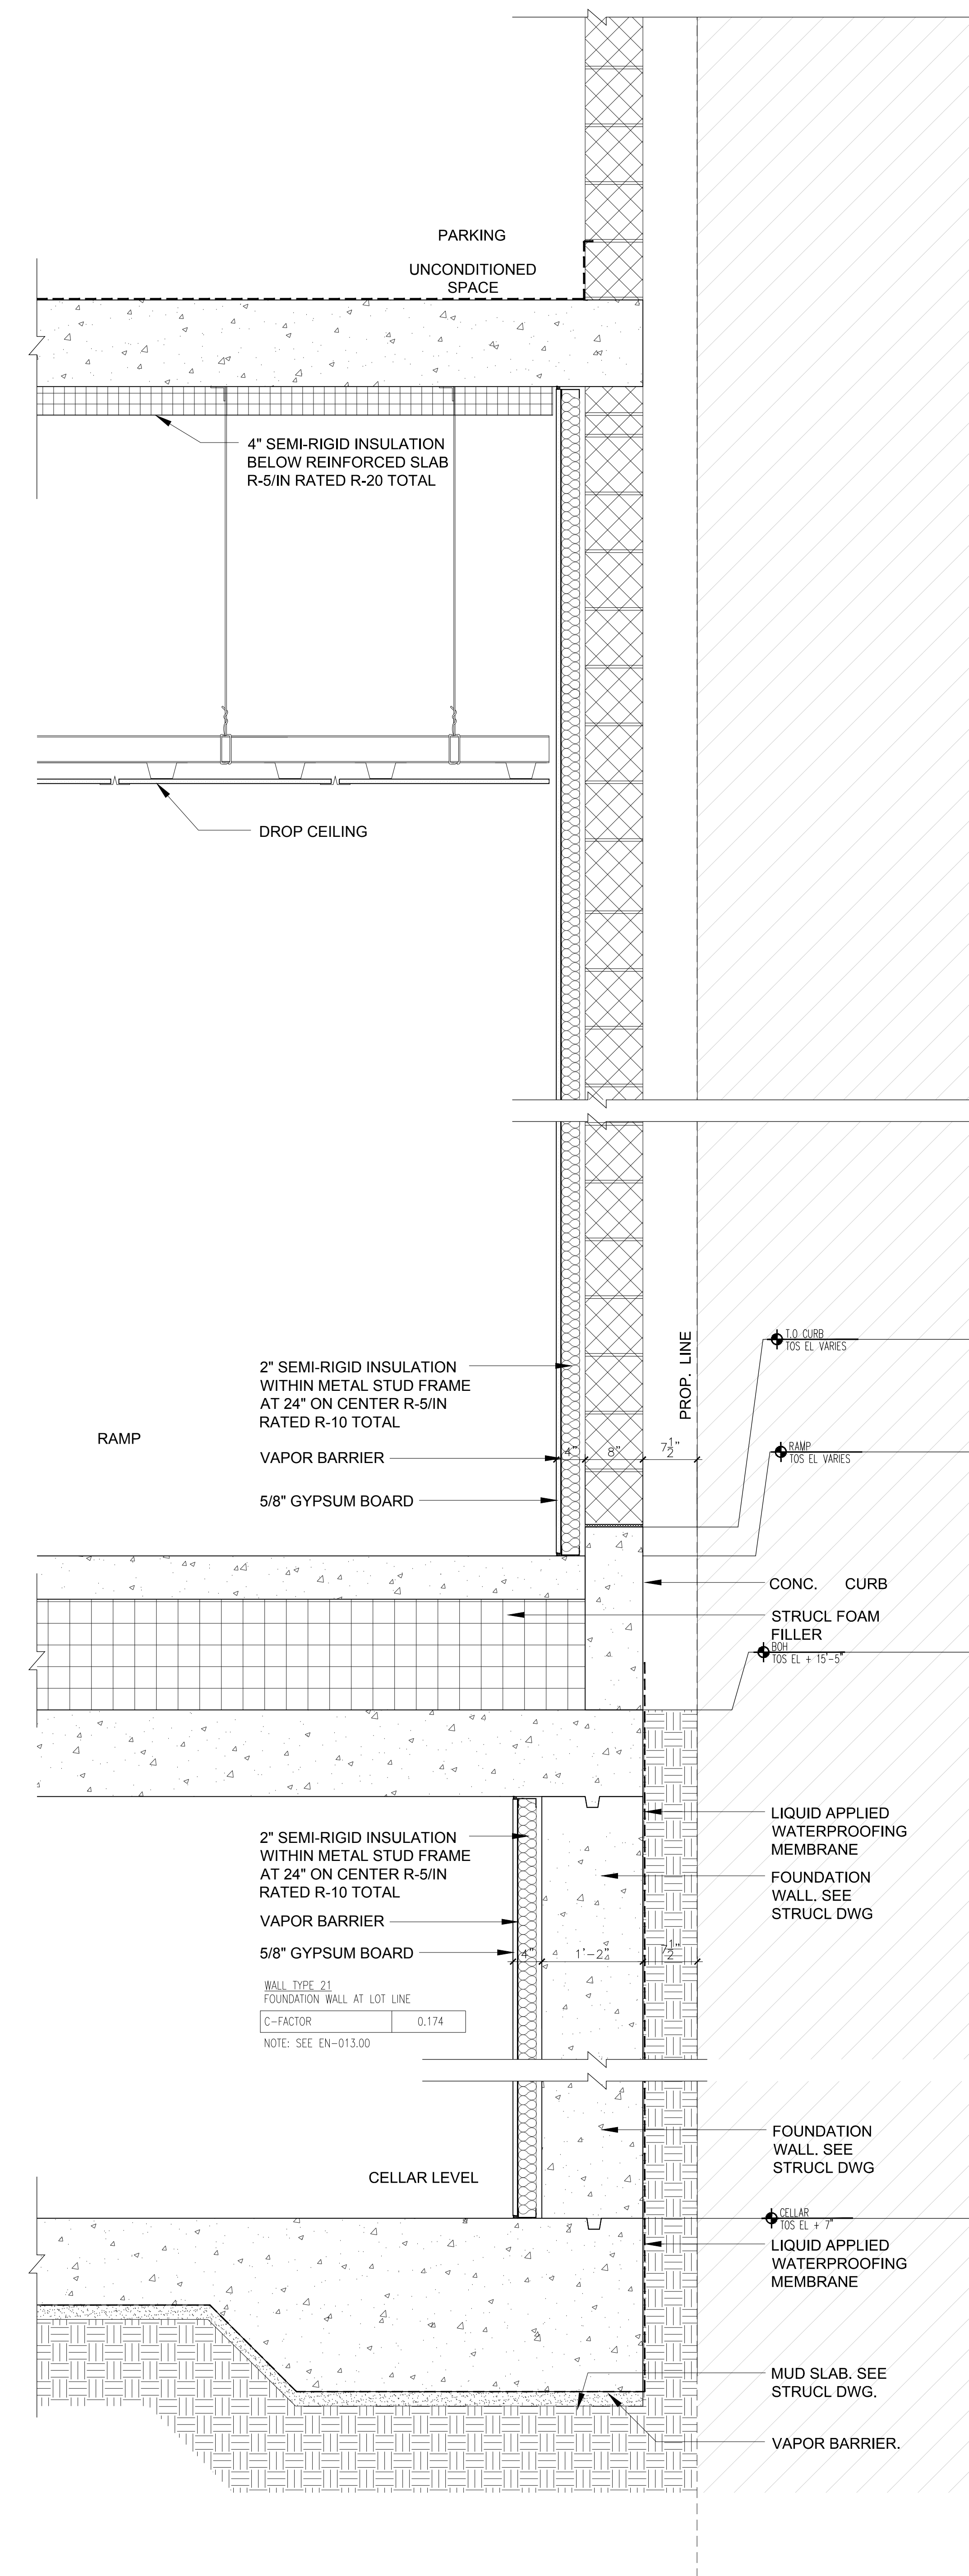 PARKING
UNCONDITIONED
SPACE
4" SEMI-RIGID INSULATION
BELOW REINFORCED SLAB
R-5/IN RATED R-20 TOTAL
DROP CEILING
T.O CURB
TOS EL VARIES
PROP. LINE
2" SEMI-RIGID INSULATION
WITHIN METAL STUD FRAME
AT 24" ON CENTER R-5/IN
RATED R-10 TOTAL
RAMP
RAMP
TOS EL VARIES
VAPOR BARRIER
4" 8" 7 1/2"
5/8" GYPSUM BOARD
CONC. CURB
STRUCL FOAM
FILLER
BOH
TOS EL + 15'-5"
LIQUID APPLIED
WATERPROOFING
MEMBRANE
2" SEMI-RIGID INSULATION
WITHIN METAL STUD FRAME
AT 24" ON CENTER R-5/IN
RATED R-10 TOTAL
FOUNDATION
WALL. SEE
STRUCL DWG
VAPOR BARRIER
5/8" GYPSUM BOARD
4" 1'-2" 7 1/2"
WALL TYPE 21
FOUNDATION WALL AT LOT LINE
C-FACTOR 0.174
NOTE: SEE EN-013.00
FOUNDATION
WALL. SEE
STRUCL DWG
CELLAR LEVEL
CELLAR
TOS EL + 7"
LIQUID APPLIED
WATERPROOFING
MEMBRANE
MUD SLAB. SEE
STRUCL DWG.
VAPOR BARRIER.